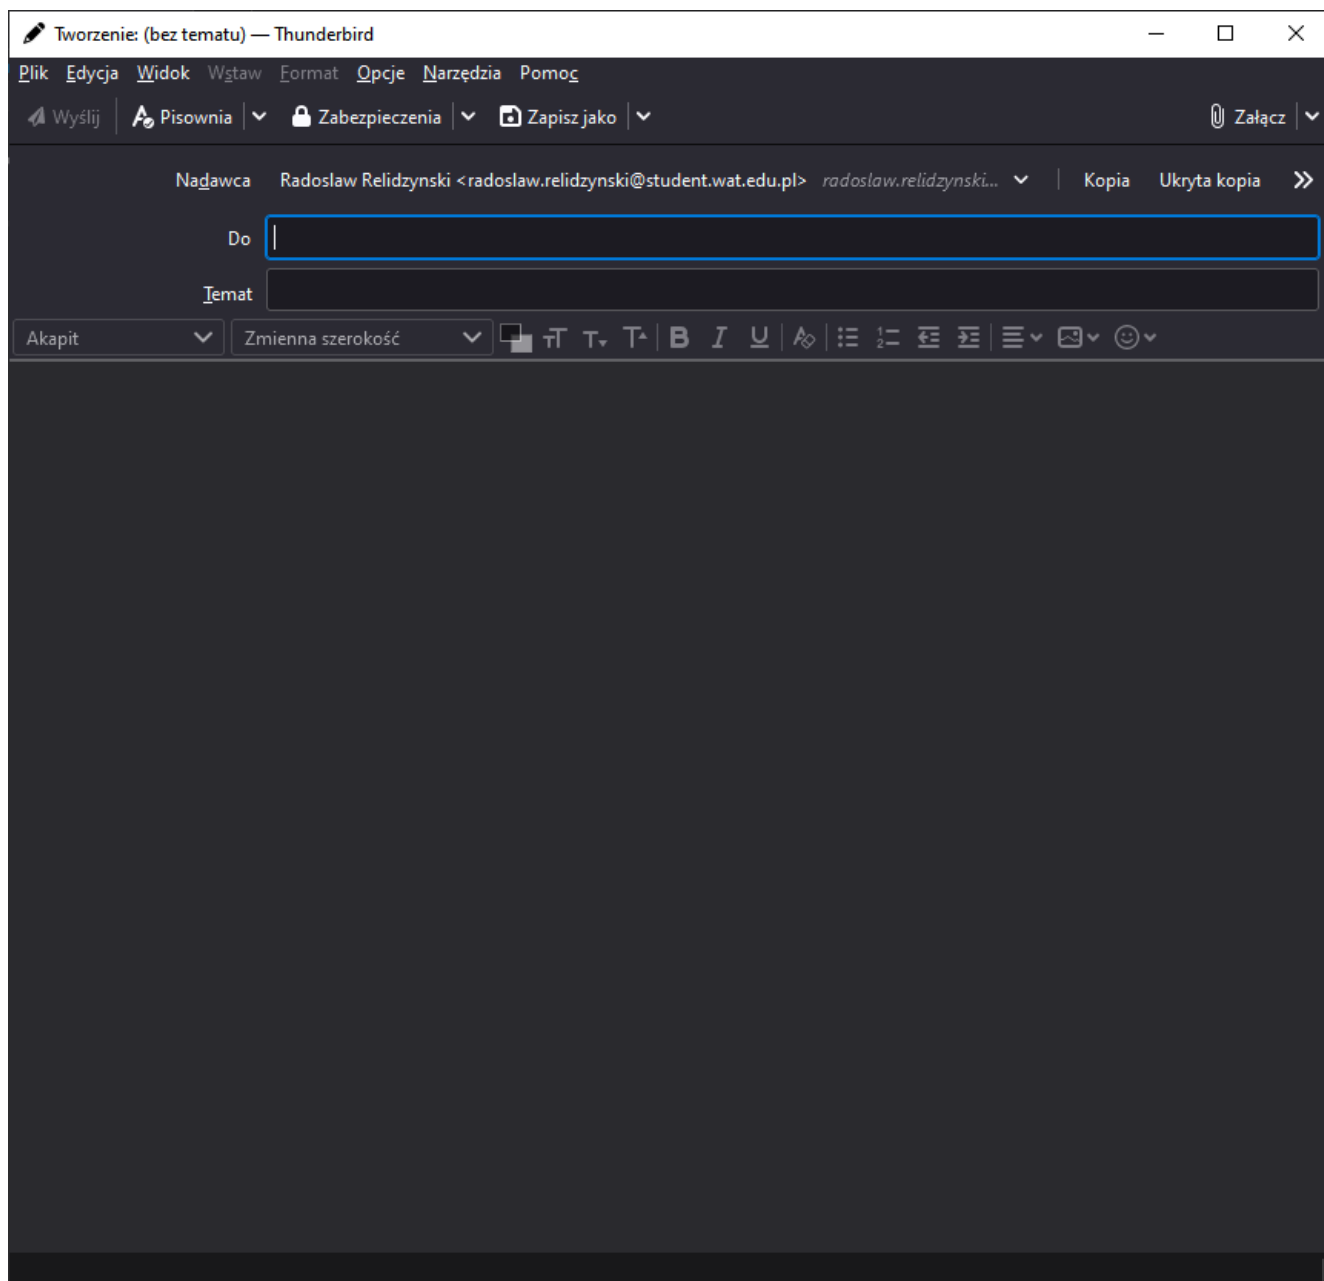 Tworzenie: (bez tematu) — Thunderbird
Plik Edycja Widok Wstaw Format Opcje Narzędzia Pomoc
Wyślij Pisownia Zabezpieczenia Zapisz jako Załącz
Nadawca Radoslaw Relidzynski <radoslaw.relidzynski@student.wat.edu.pl> radoslaw.relidzynski... Kopia Ukryta kopia
Do
Temat
Akapit Zmienna szerokość